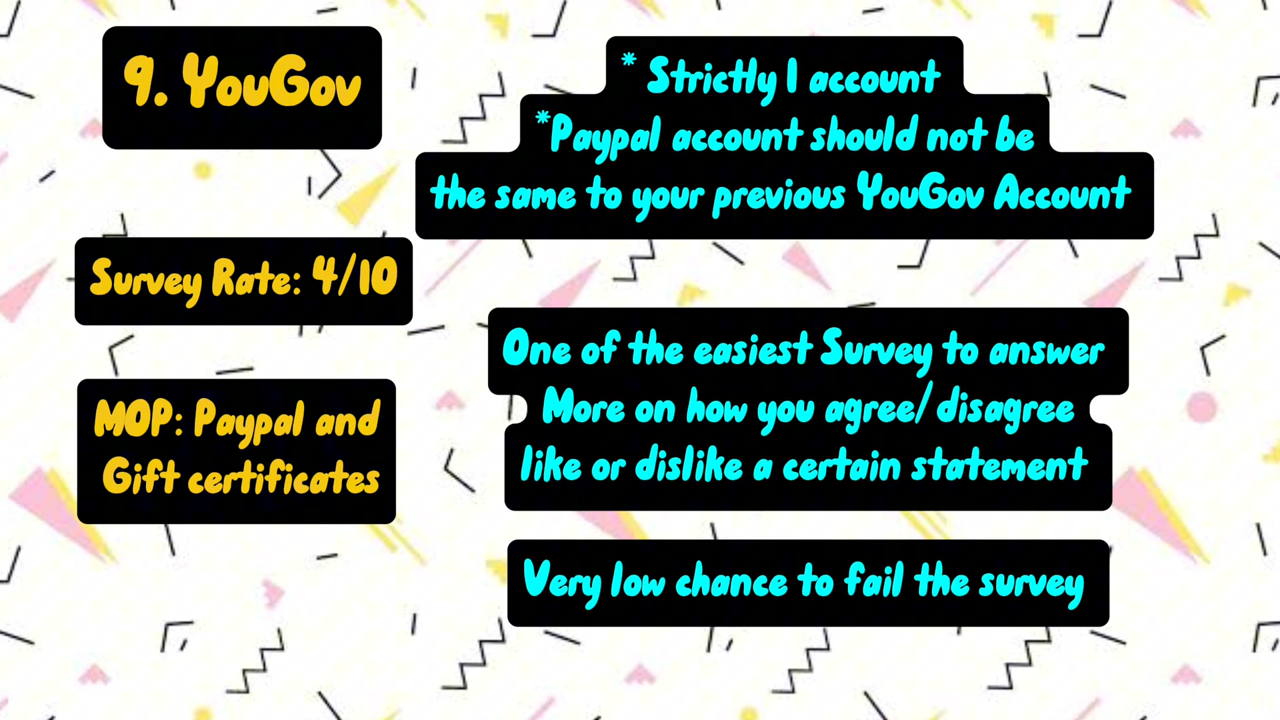 9. YouGov
Survey Rate: 4/10
MOP: Paypal and
Gift certificates
* Strictly 1 account
*Paypal account should not be
the same to your previous YouGov Account
One of the easiest Survey to answer
More on how you agree/disagree
like or dislike a certain statement
Very low chance to fail the survey